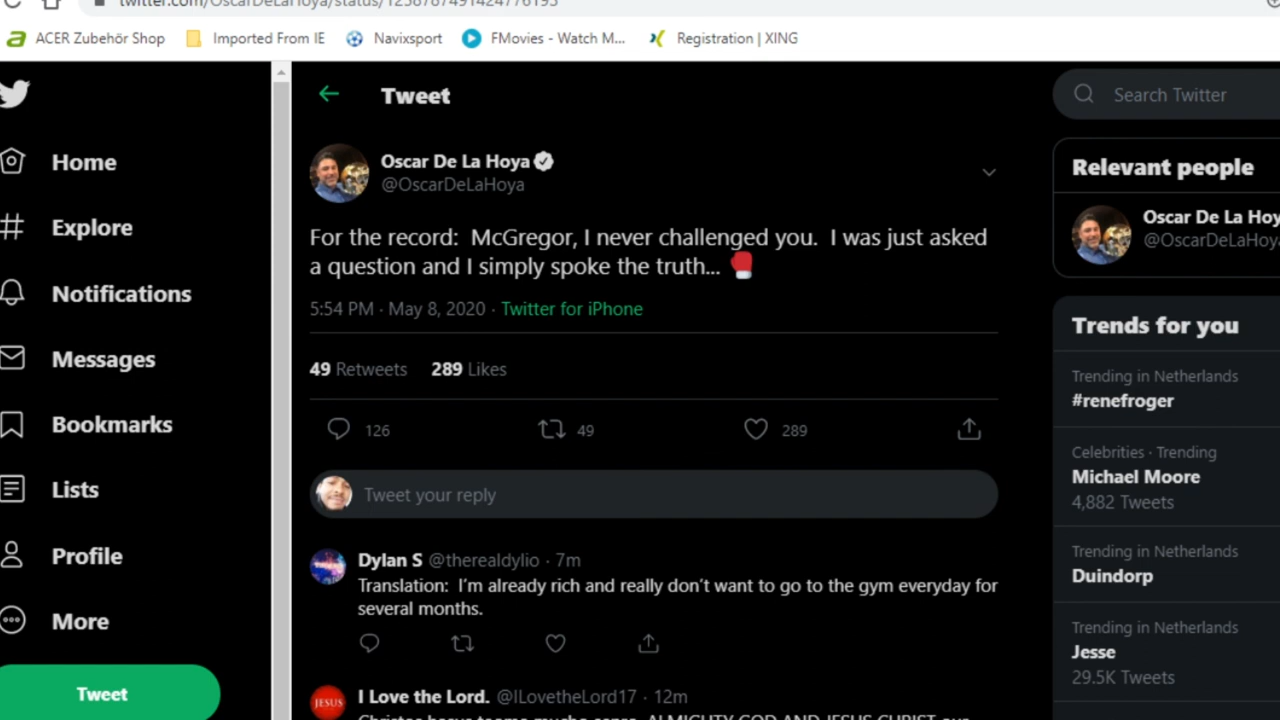 twitter.com/OscarDeLaHoya/status/1258787491424776193
ACER Zubehör Shop Imported From IE Navixsport FMovies - Watch M... Registration | XING
Home
Explore
Notifications
Messages
Bookmarks
Lists
Profile
More
Tweet
Tweet
Oscar De La Hoya
@OscarDeLaHoya
For the record: McGregor, I never challenged you. I was just asked
a question and I simply spoke the truth...
5:54 PM · May 8, 2020 · Twitter for iPhone
49 Retweets 289 Likes
126 49 289
Tweet your reply
Dylan S @therealdylio · 7m
Translation: I'm already rich and really don't want to go to the gym everyday for
several months.
JESUS
I Love the Lord. @ILovetheLord17 · 12m
Search Twitter
Relevant people
Oscar De La Hoy
@OscarDeLaHoya
Trends for you
Trending in Netherlands
#renefroger
Celebrities · Trending
Michael Moore
4,882 Tweets
Trending in Netherlands
Duindorp
Trending in Netherlands
Jesse
29.5K Tweets